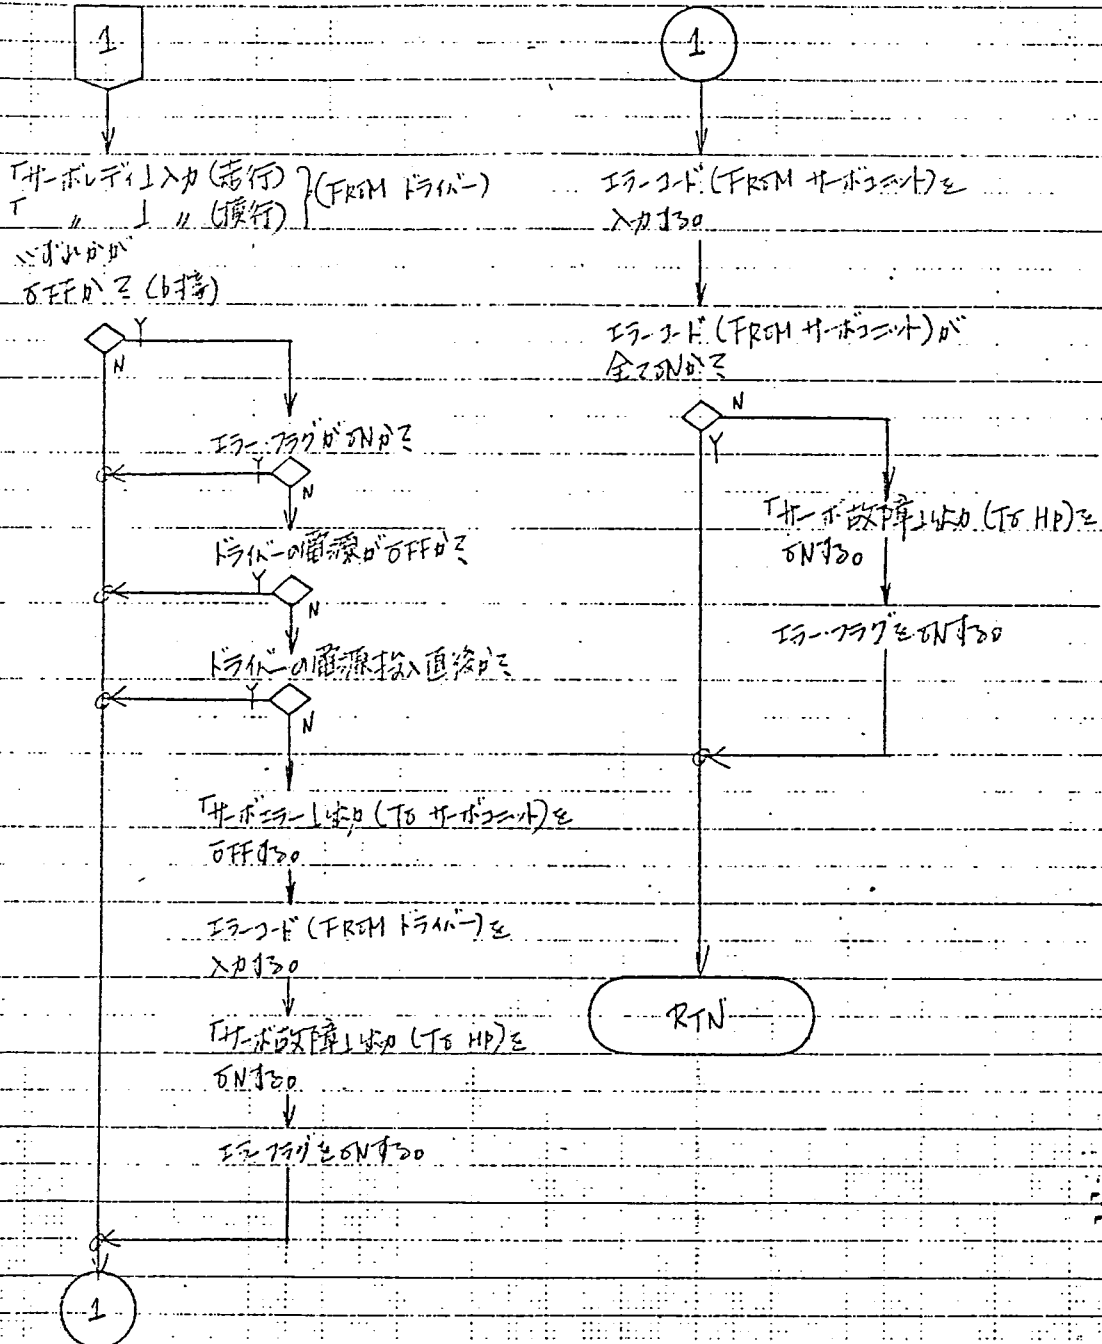 1
「サーボレディ」入力 (走行) } (FROM ドライバー)
「 〃 」 〃 (横行)
いずれかが
OFFか? (b接)
Y
N
エラーフラグがONか?
Y
N
ドライバーの電源がOFFか?
Y
N
ドライバーの電源投入直後か?
Y
N
「サーボエラー」出力 (TO サーボユニット)を
OFFする。
エラーコード (FROM ドライバー)を
入力する。
「サーボ故障」出力 (TO HP)を
ONする。
エラーフラグをONする。
1
1
エラーコード (FROM サーボユニット)を
入力する。
エラーコード (FROM サーボユニット)が
全てONか?
N
Y
「サーボ故障」出力 (TO HP)を
ONする。
エラーフラグをONする。
RTN